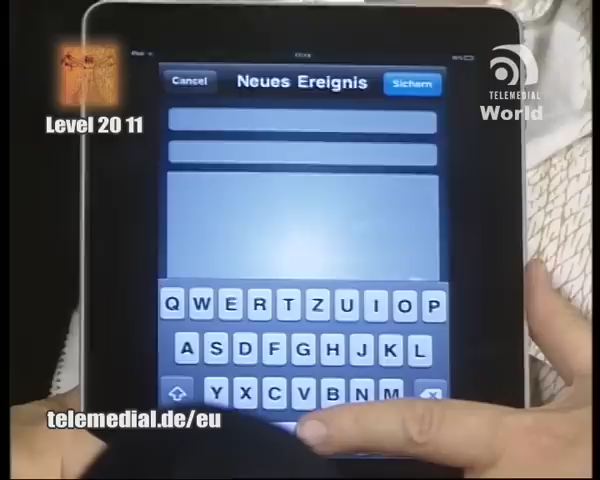 Cancel
Neues Ereignis
Sichern
TELEMEDIAL
World
Level 20 11
Q W E R T Z U I O P
A S D F G H J K L
Y X C V B N M
telemedial.de/eu